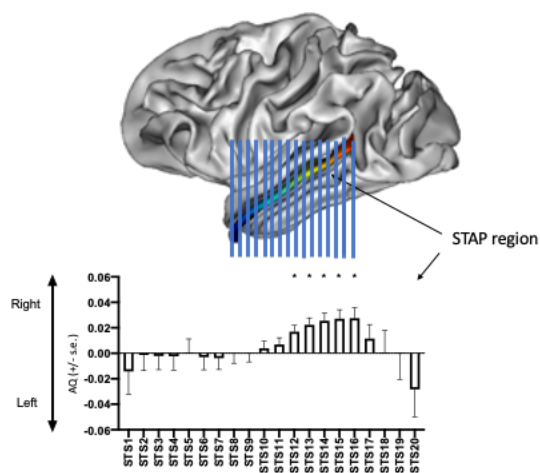 STAP region
* * * * *
Right
Left
AQ (+/- s.e.)
0.06
0.04
0.02
0.00
-0.02
-0.04
-0.06
STS1
STS2
STS3
STS4
STS5
STS6
STS7
STS8
STS9
STS10
STS11
STS12
STS13
STS14
STS15
STS16
STS17
STS18
STS19
STS20